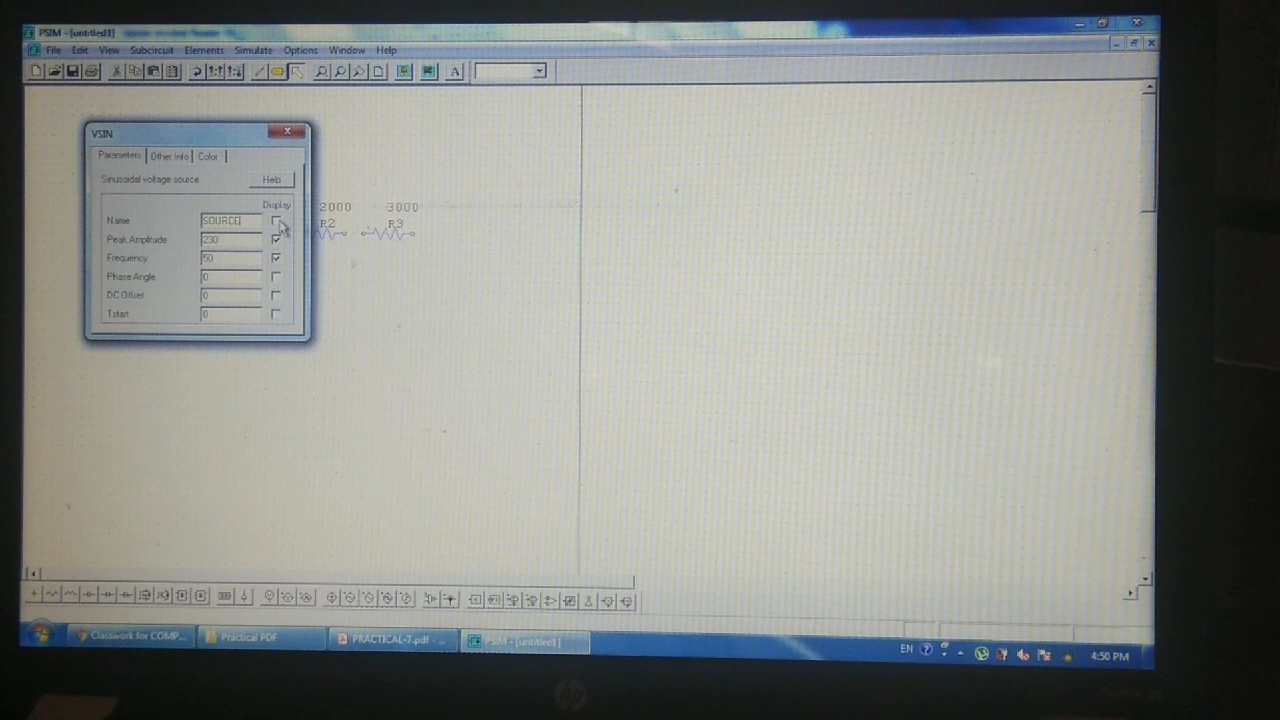 PSIM - [untitled1]
File Edit View Subcircuit Elements Simulate Options Window Help
A
VSIN
Parameters Other Info Color
Sinusoidal voltage source Help
Display
Name SOURCE
Peak Amplitude 230
Frequency 50
Phase Angle 0
DC Offset 0
Tstart 0
2000 3000
R2 R3
Classwork for COMP... Practical PDF PRACTICAL-7.pdf - ... PSIM - [untitled1]
EN 4:50 PM
hp